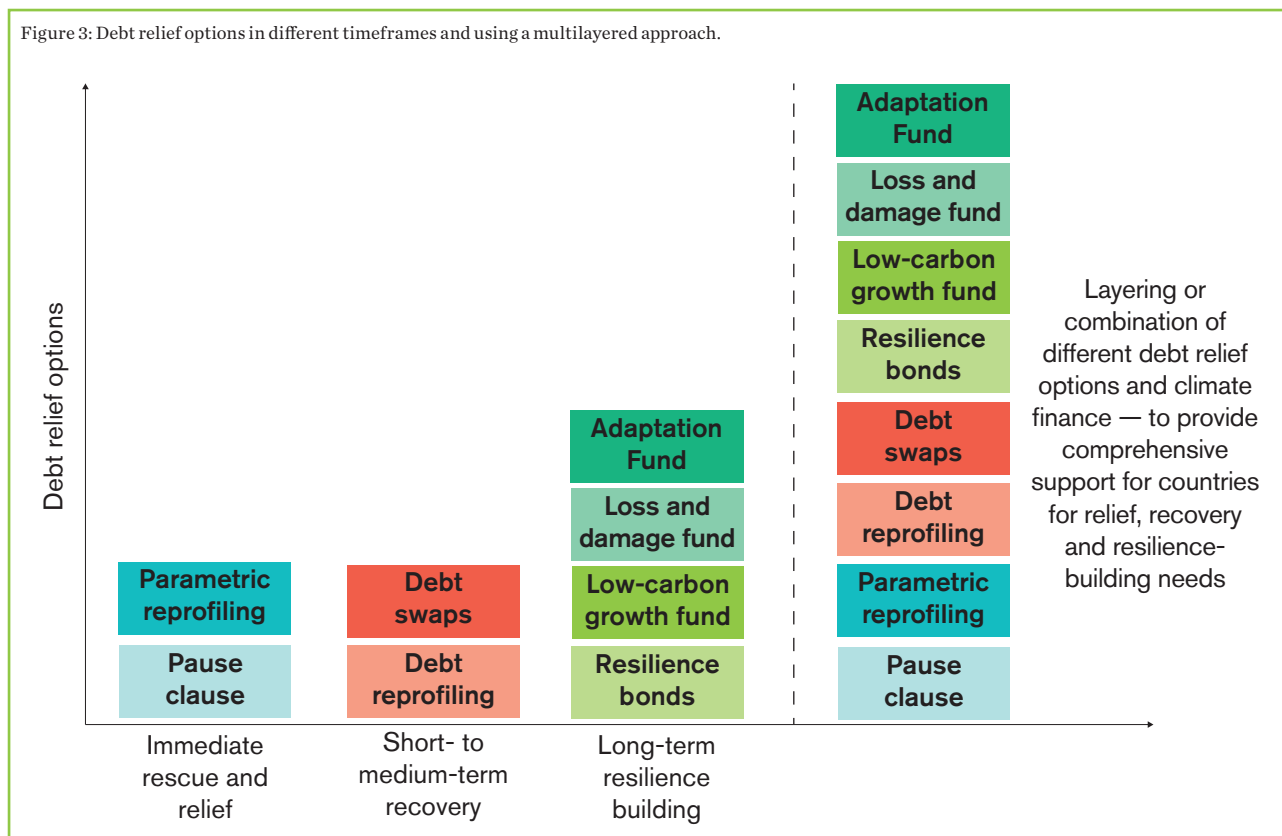 Figure 3: Debt relief options in different timeframes and using a multilayered approach.
Debt relief options
Parametric
reprofiling
Pause
clause
Immediate
rescue and
relief
Debt
swaps
Debt
reprofiling
Short- to
medium-term
recovery
Adaptation
Fund
Loss and
damage fund
Low-carbon
growth fund
Resilience
bonds
Long-term
resilience
building
Adaptation
Fund
Loss and
damage fund
Low-carbon
growth fund
Resilience
bonds
Debt
swaps
Debt
reprofiling
Parametric
reprofiling
Pause
clause
Layering or
combination of
different debt relief
options and climate
finance — to provide
comprehensive
support for countries
for relief, recovery
and resilience-
building needs